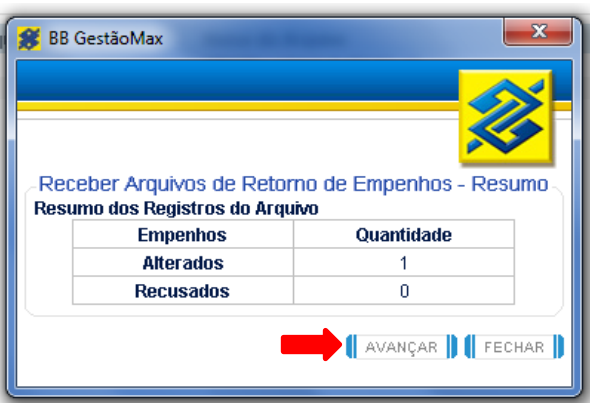 BB GestãoMax
Receber Arquivos de Retorno de Empenhos - Resumo
Resumo dos Registros do Arquivo
Empenhos Quantidade
Alterados 1
Recusados 0
AVANÇAR FECHAR